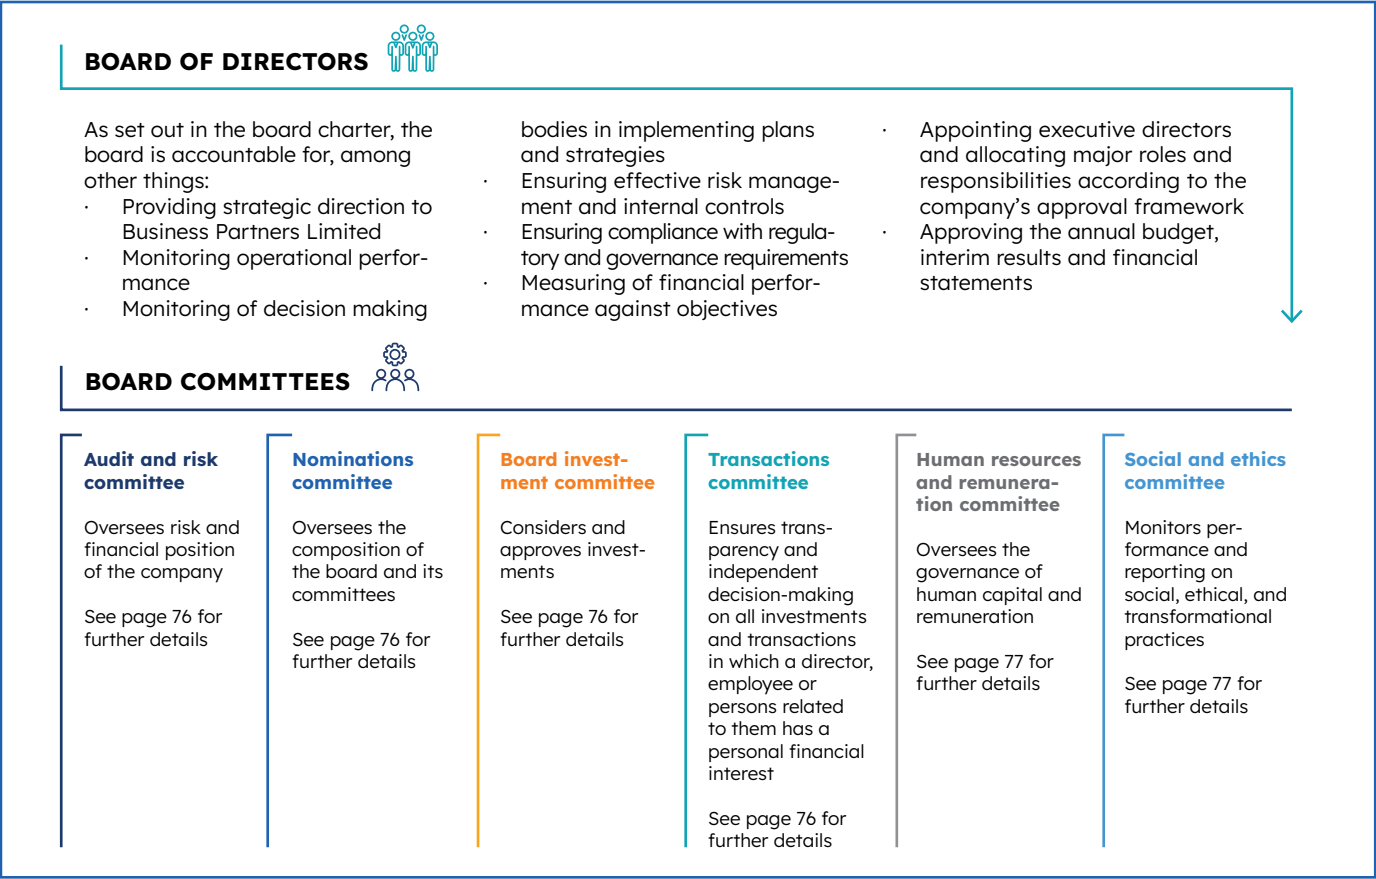 BOARD OF DIRECTORS
As set out in the board charter, the
board is accountable for, among
other things:
· Providing strategic direction to
Business Partners Limited
· Monitoring operational perfor-
mance
· Monitoring of decision making
bodies in implementing plans
and strategies
· Ensuring effective risk manage-
ment and internal controls
· Ensuring compliance with regula-
tory and governance requirements
· Measuring of financial perfor-
mance against objectives
· Appointing executive directors
and allocating major roles and
responsibilities according to the
company’s approval framework
· Approving the annual budget,
interim results and financial
statements
BOARD COMMITTEES
Audit and risk
committee
Oversees risk and
financial position
of the company
See page 76 for
further details
Nominations
committee
Oversees the
composition of
the board and its
committees
See page 76 for
further details
Board invest-
ment committee
Considers and
approves invest-
ments
See page 76 for
further details
Transactions
committee
Ensures trans-
parency and
independent
decision-making
on all investments
and transactions
in which a director,
employee or
persons related
to them has a
personal financial
interest
See page 76 for
further details
Human resources
and remunera-
tion committee
Oversees the
governance of
human capital and
remuneration
See page 77 for
further details
Social and ethics
committee
Monitors per-
formance and
reporting on
social, ethical, and
transformational
practices
See page 77 for
further details